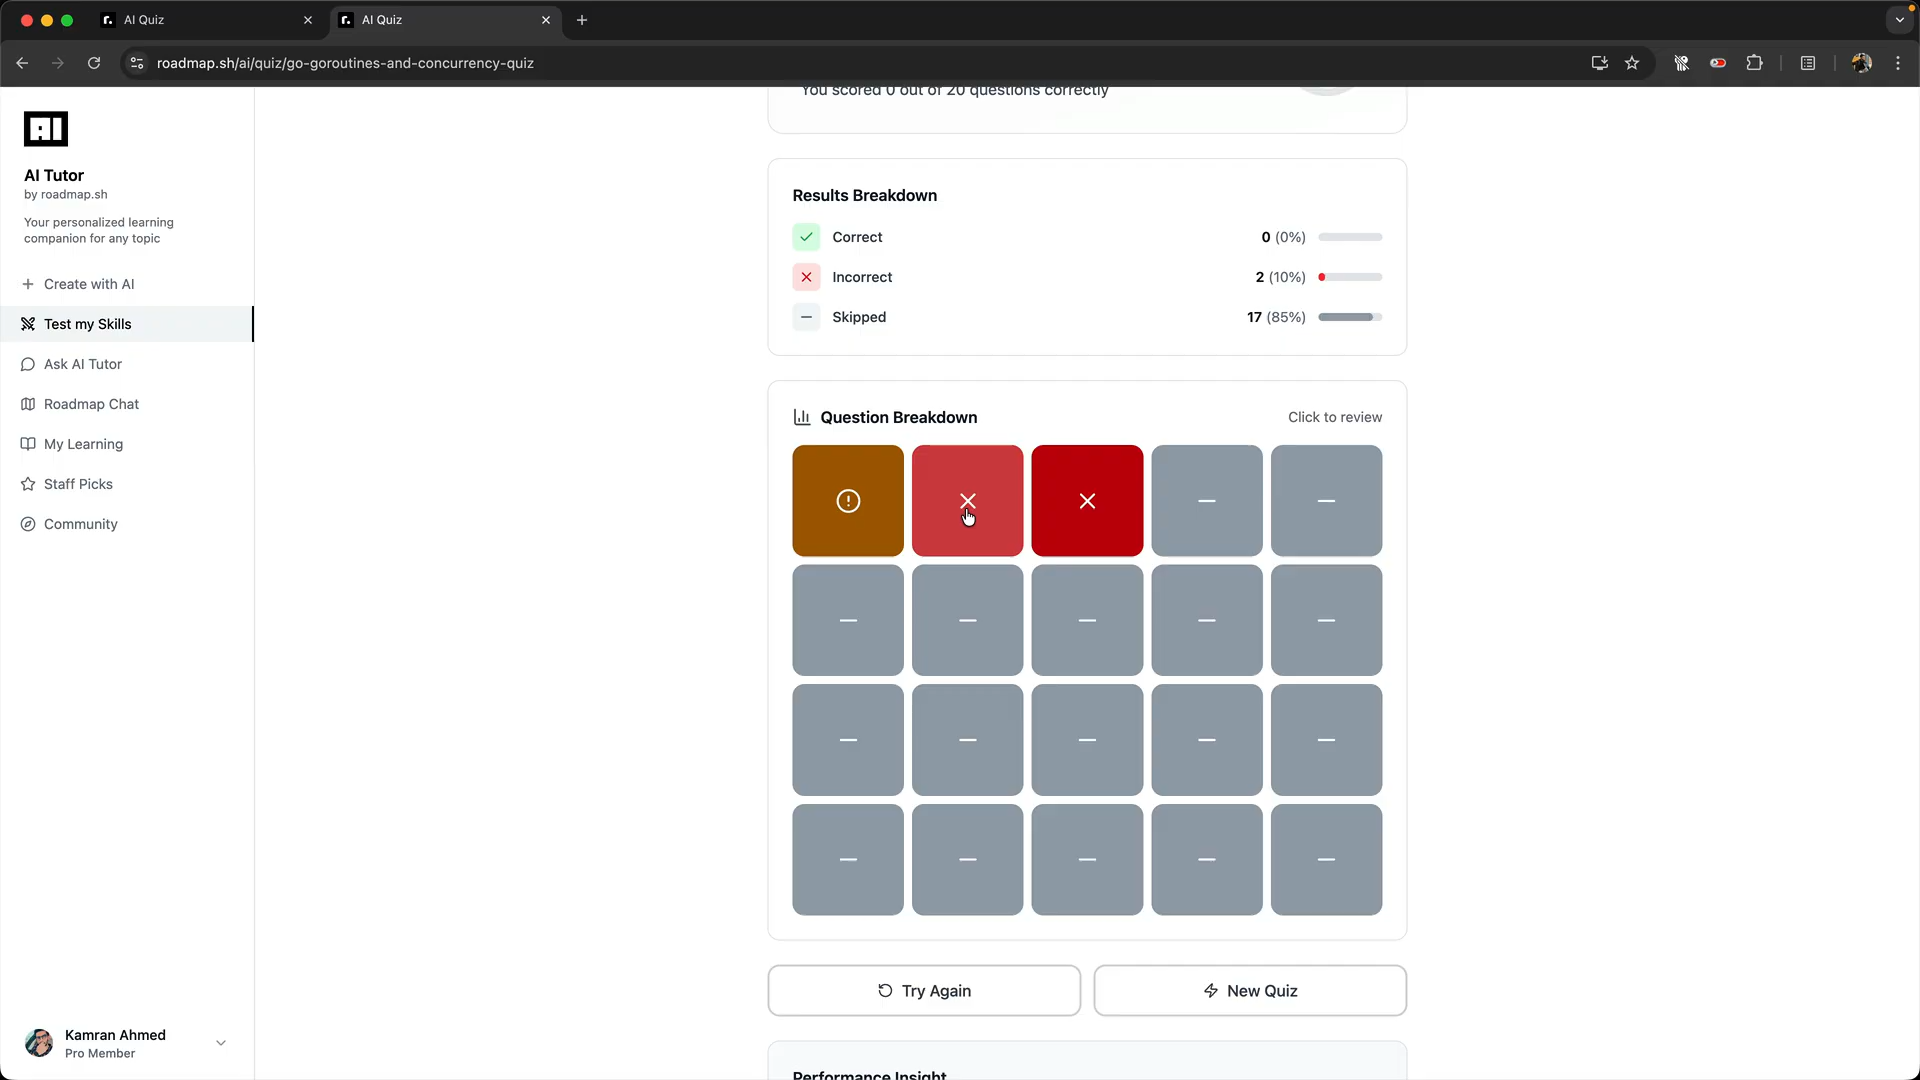 AI Quiz
AI Quiz
roadmap.sh/ai/quiz/go-goroutines-and-concurrency-quiz
AI
AI Tutor
by roadmap.sh
Your personalized learning
companion for any topic
Create with AI
Test my Skills
Ask AI Tutor
Roadmap Chat
My Learning
Staff Picks
Community
Kamran Ahmed
Pro Member
You scored 0 out of 20 questions correctly
Results Breakdown
Correct 0 (0%)
Incorrect 2 (10%)
Skipped 17 (85%)
Question Breakdown Click to review
Try Again New Quiz
Performance Insight